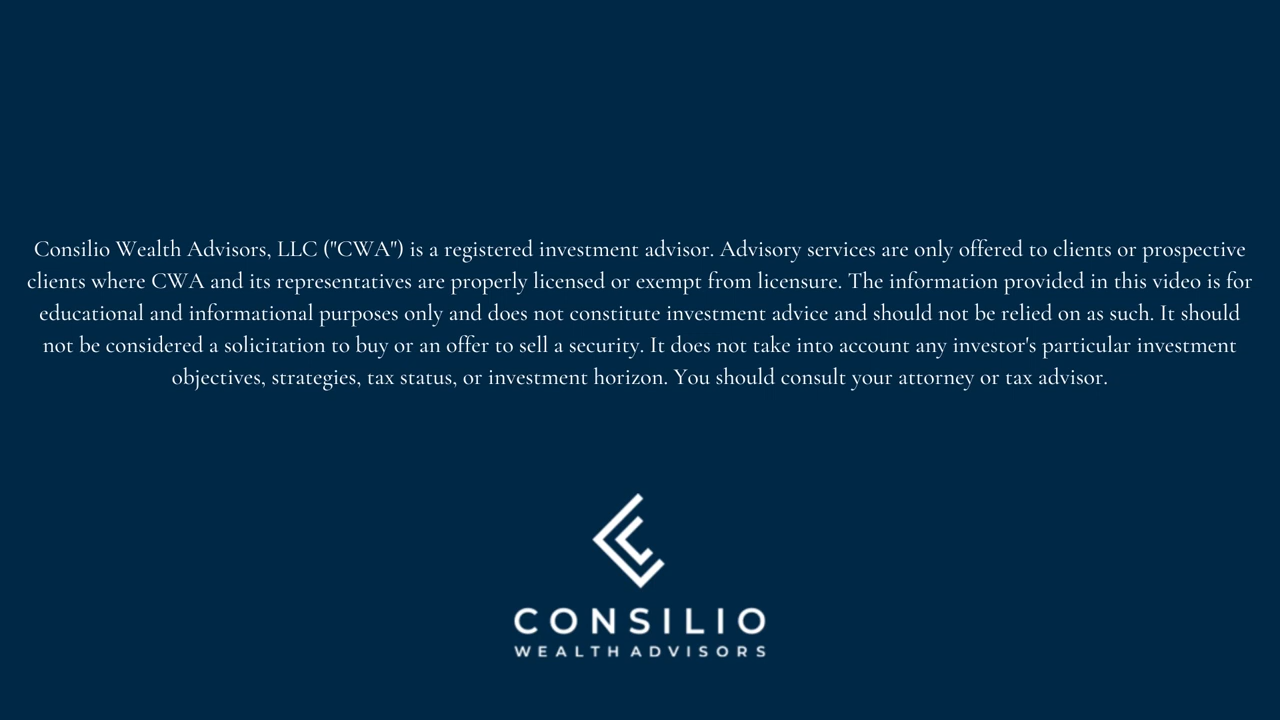 Consilio Wealth Advisors, LLC ("CWA") is a registered investment advisor. Advisory services are only offered to clients or prospective
clients where CWA and its representatives are properly licensed or exempt from licensure. The information provided in this video is for
educational and informational purposes only and does not constitute investment advice and should not be relied on as such. It should
not be considered a solicitation to buy or an offer to sell a security. It does not take into account any investor's particular investment
objectives, strategies, tax status, or investment horizon. You should consult your attorney or tax advisor.
CONSILIO
WEALTH ADVISORS